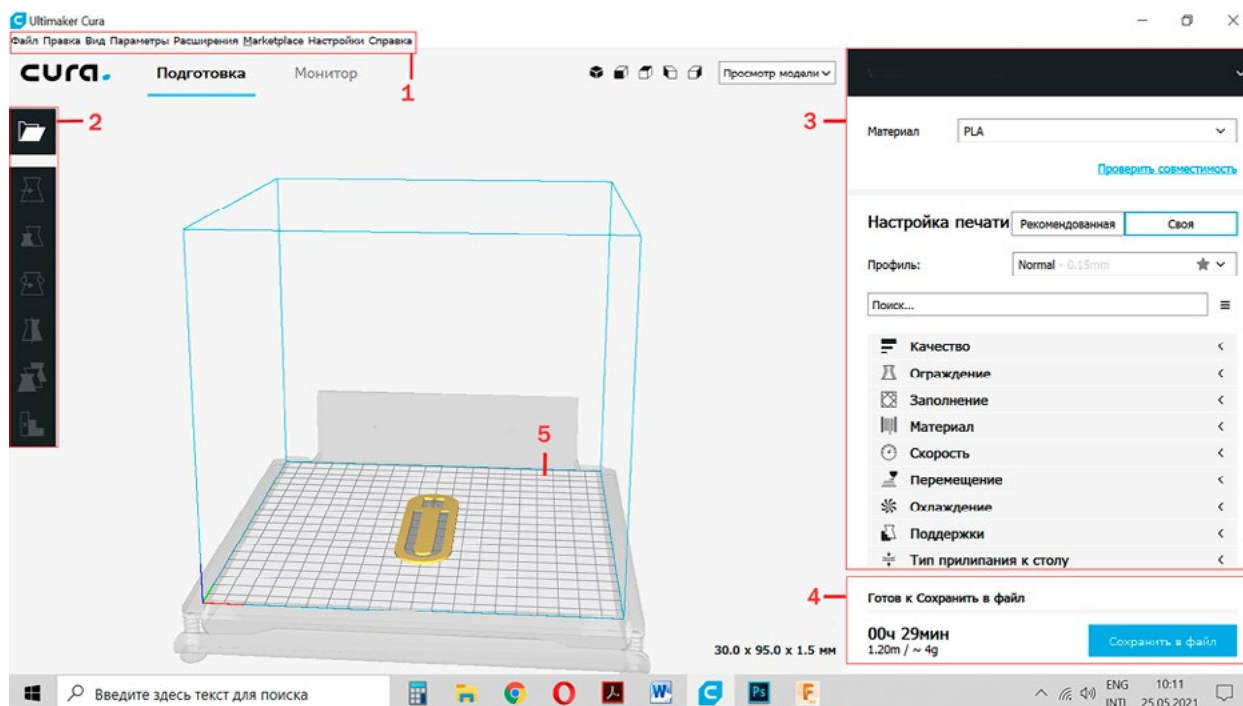 Ultimaker Cura
Файл Правка Вид Параметры Расширения Marketplace Настройки Справка
cura.
Подготовка
Монитор
Просмотр модели
1
2
3
Материал PLA
Проверить совместимость
Настройка печати Рекомендованная Своя
Профиль: Normal - 0.15mm
Поиск...
Качество
Ограждение
Заполнение
Материал
Скорость
Перемещение
Охлаждение
Поддержки
Тип прилипания к столу
5
4
Готов к Сохранить в файл
00ч 29мин
1.20m / ~ 4g
Сохранить в файл
30.0 x 95.0 x 1.5 мм
Введите здесь текст для поиска
W
Ps
F
ENG
INTL
10:11
25.05.2021